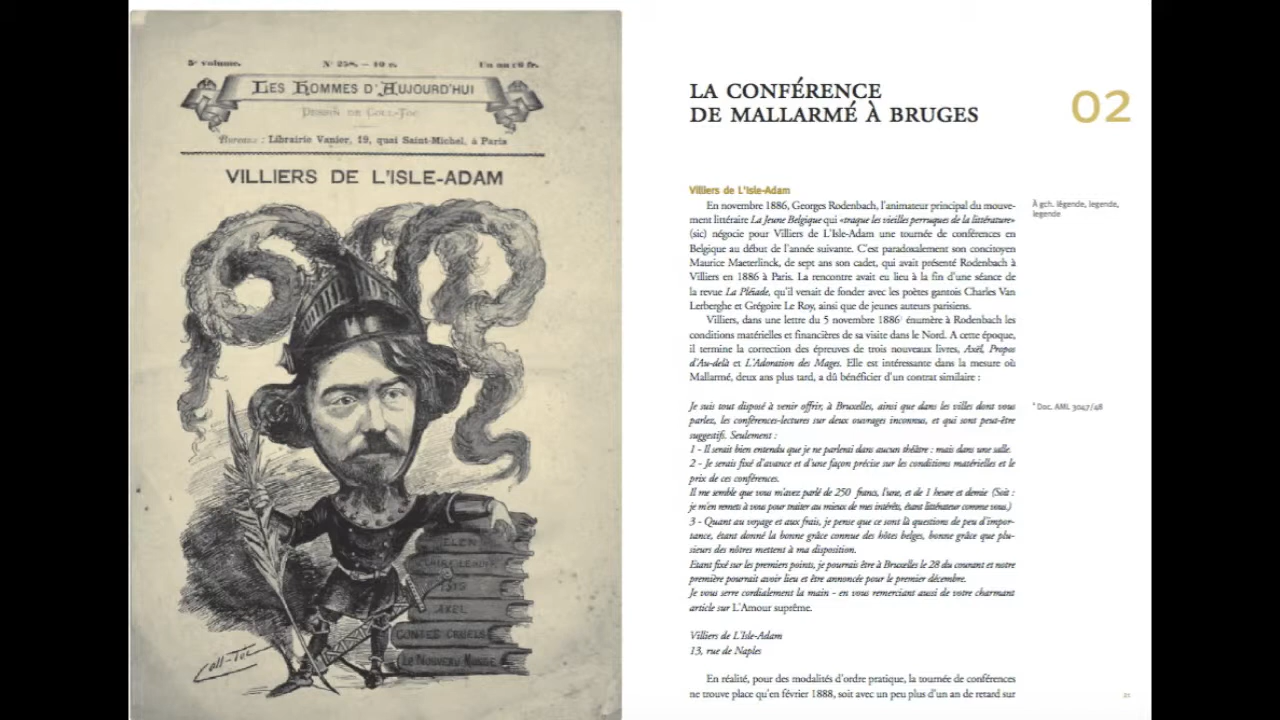 5e volume.
N° 258. — 10 c.
Un an 6 fr.
LES HOMMES D'AUJOURD'HUI
DESSIN DE COLL-TOC
Bureaux : Librairie Vanier, 19, quai Saint-Michel, à Paris
VILLIERS DE L'ISLE-ADAM
ELEN
CLAIRE LENOIR
ISIS
AXEL
CONTES CRUELS
LE NOUVEAU MONDE
Coll-Toc
LA CONFÉRENCE
DE MALLARMÉ À BRUGES
02
Villiers de L'Isle-Adam
En novembre 1886, Georges Rodenbach, l'animateur principal du mouve-
ment littéraire La Jeune Belgique qui «traque les vieilles perruques de la littérature»
(sic) négocie pour Villiers de L'Isle-Adam une tournée de conférences en
Belgique au début de l'année suivante. C'est paradoxalement son concitoyen
Maurice Maeterlinck, de sept ans son cadet, qui avait présenté Rodenbach à
Villiers en 1886 à Paris. La rencontre avait eu lieu à la fin d'une séance de
la revue La Pléiade, qu'il venait de fonder avec les poètes gantois Charles Van
Lerberghe et Grégoire Le Roy, ainsi que de jeunes auteurs parisiens.
Villiers, dans une lettre du 5 novembre 1886 énumère à Rodenbach les
conditions matérielles et financières de sa visite dans le Nord. A cette époque,
il termine la correction des épreuves de trois nouveaux livres, Axël, Propos
d'Au-delà et L'Adoration des Mages. Elle est intéressante dans la mesure où
Mallarmé, deux ans plus tard, a dû bénéficier d'un contrat similaire :
Je suis tout disposé à venir offrir, à Bruxelles, ainsi que dans les villes dont vous
parlez, les conférences-lectures sur deux ouvrages inconnus, et qui sont peut-être
suggestifs. Seulement :
1 - Il serait bien entendu que je ne parlerai dans aucun théâtre : mais dans une salle.
2 - Je serais fixé d'avance et d'une façon précise sur les conditions matérielles et le
prix de ces conférences.
Il me semble que vous m'avez parlé de 250 francs, l'une, et de 1 heure et demie (Soit :
je m'en remets à vous pour traiter au mieux de mes intérêts, étant littérateur comme vous.)
3 - Quant au voyage et aux frais, je pense que ce sont là questions de peu d'impor-
tance, étant donné la bonne grâce connue des hôtes belges, bonne grâce que plu-
sieurs des nôtres mettent à ma disposition.
Etant fixé sur les premiers points, je pourrais être à Bruxelles le 28 du courant et notre
première pourrait avoir lieu et être annoncée pour le premier décembre.
Je vous serre cordialement la main - en vous remerciant aussi de votre charmant
article sur L'Amour suprême.
Villiers de L'Isle-Adam
13, rue de Naples
En réalité, pour des modalités d'ordre pratique, la tournée de conférences
ne trouve place qu'en février 1888, soit avec un peu plus d'un an de retard sur
À gch. légende, legende,
legende
* Doc. AML 3047/48
21